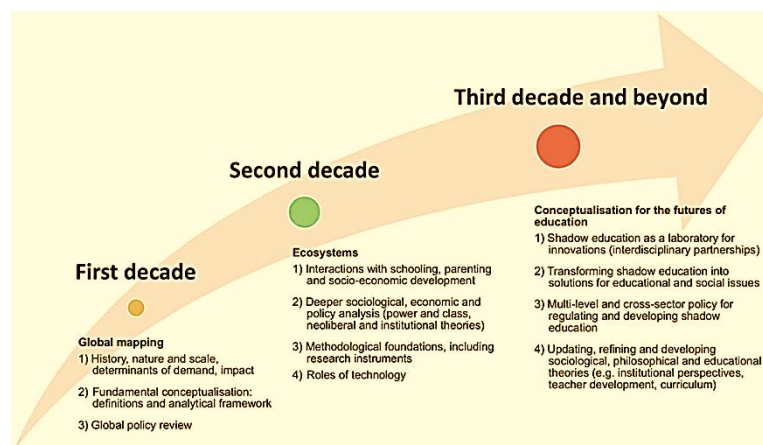 First decade
Global mapping
1) History, nature and scale,
determinants of demand, impact
2) Fundamental conceptualisation:
definitions and analytical framework
3) Global policy review
Second decade
Ecosystems
1) Interactions with schooling, parenting
and socio-economic development
2) Deeper sociological, economic and
policy analysis (power and class,
neoliberal and institutional theories)
3) Methodological foundations, including
research instruments
4) Roles of technology
Third decade and beyond
Conceptualisation for the futures of
education
1) Shadow education as a laboratory for
innovations (interdisciplinary partnerships)
2) Transforming shadow education into
solutions for educational and social issues
3) Multi-level and cross-sector policy for
regulating and developing shadow
education
4) Updating, refining and developing
sociological, philosophical and educational
theories (e.g. institutional perspectives,
teacher development, curriculum)